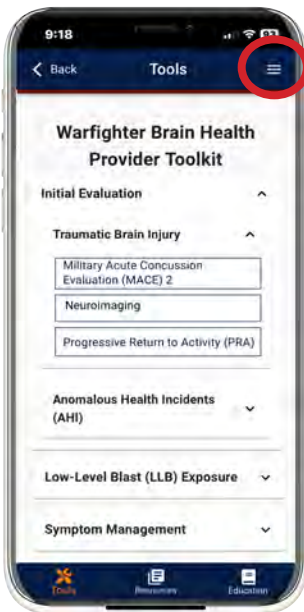 9:18
Back Tools
Warfighter Brain Health
Provider Toolkit
Initial Evaluation
Traumatic Brain Injury
Military Acute Concussion
Evaluation (MACE) 2
Neuroimaging
Progressive Return to Activity (PRA)
Anomalous Health Incidents
(AHI)
Low-Level Blast (LLB) Exposure
Symptom Management
Tools Resources Education